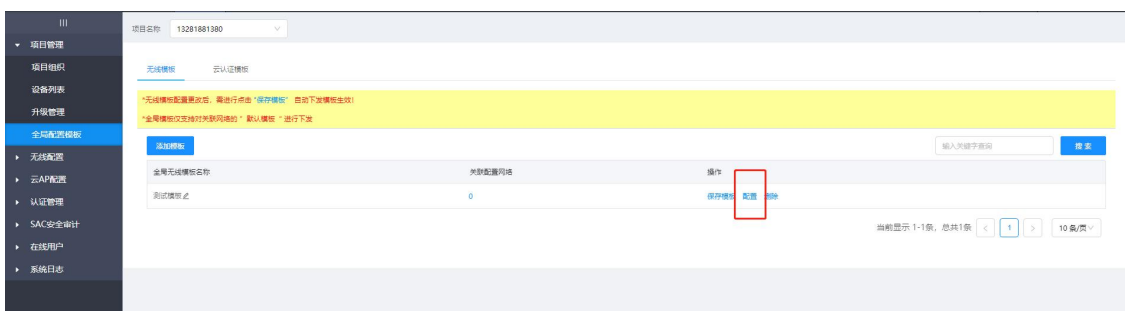 项目名称 13281881380
项目管理
项目组织
设备列表
升级管理
全局配置模板
无线配置
云AP配置
认证管理
SAC安全审计
在线用户
系统日志
无线模板 云认证模板
*无线模板配置更改后，需进行点击“保存模板” 自动下发模板生效!
*全局模板仅支持对关联网络的“ 默认模板 ”进行下发
添加模板
输入关键字查询 搜 索
全局无线模板名称 关联配置网络 操作
测试模板 0 保存模板 配置 删除
当前显示 1-1条，总共1条 < 1 > 10 条/页